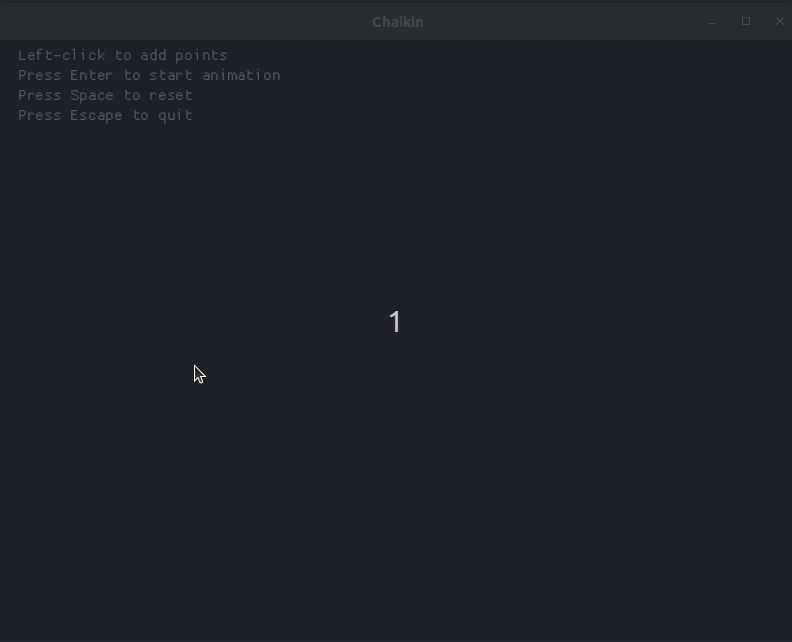 Chaikin
Left-click to add points
Press Enter to start animation
Press Space to reset
Press Escape to quit
1